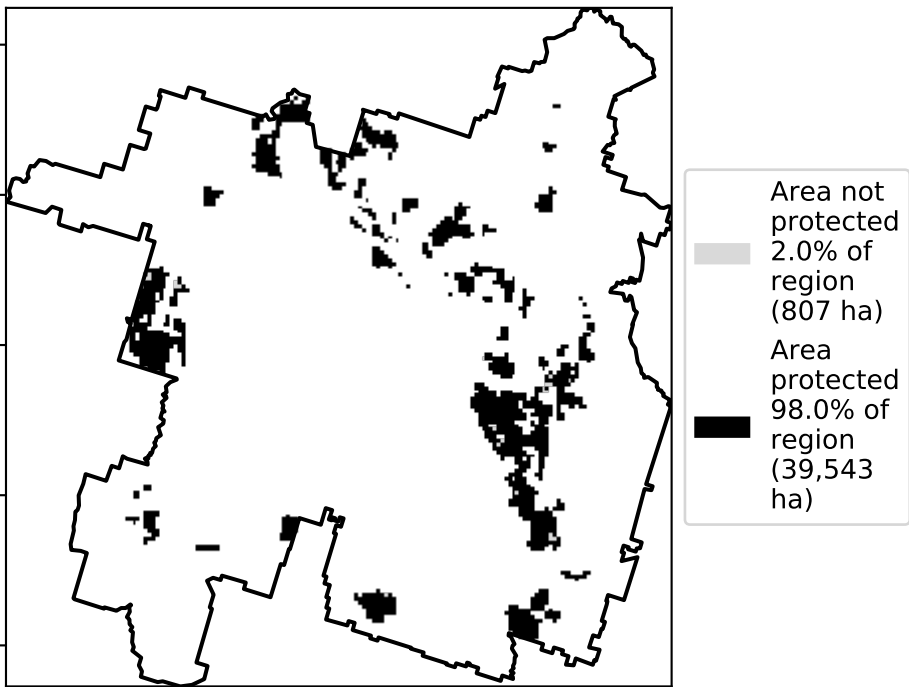 Area not
protected
2.0% of
region
(807 ha)
Area
protected
98.0% of
region
(39,543
ha)